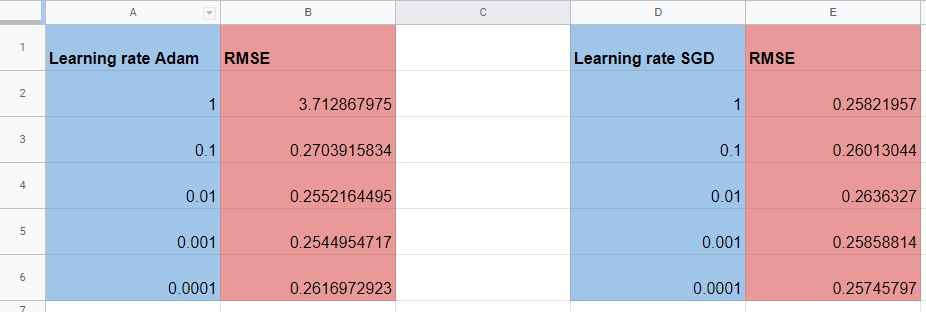 A B C D E
1 Learning rate Adam RMSE Learning rate SGD RMSE
2 1 3.712867975 1 0.25821957
3 0.1 0.2703915834 0.1 0.26013044
4 0.01 0.2552164495 0.01 0.2636327
5 0.001 0.2544954717 0.001 0.25858814
6 0.0001 0.2616972923 0.0001 0.25745797
7